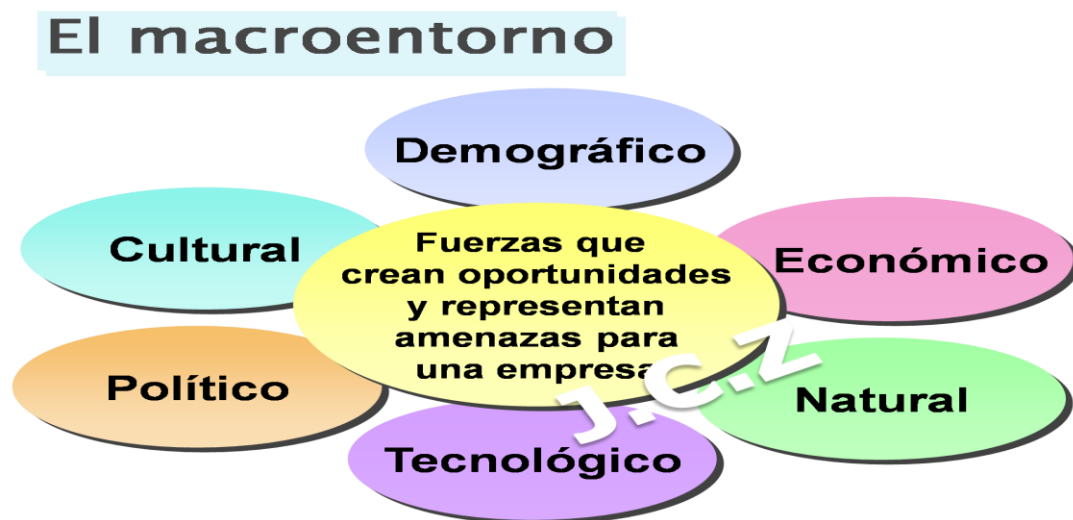 El macroentorno
Demográfico
Cultural
Fuerzas que
crean oportunidades
y representan
amenazas para
una empresa
Económico
Político
Natural
Tecnológico
J.C.Z